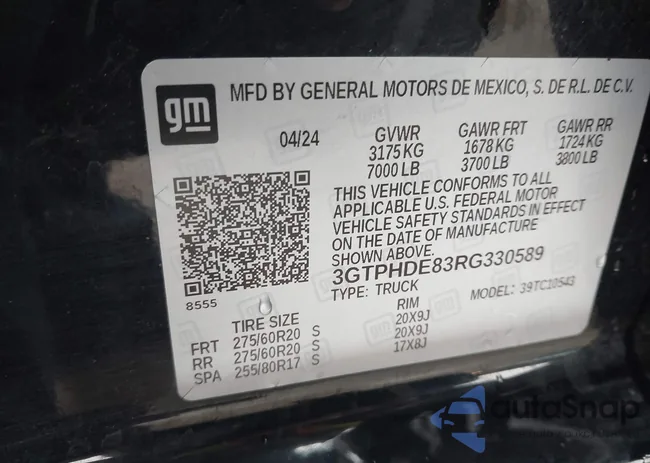 gm
MFD BY GENERAL MOTORS DE MEXICO, S. DE R.L. DE C.V.
04/24 GVWR GAWR FRT GAWR RR
3175 KG 1678 KG 1724 KG
7000 LB 3700 LB 3800 LB
THIS VEHICLE CONFORMS TO ALL
APPLICABLE U.S. FEDERAL MOTOR
VEHICLE SAFETY STANDARDS IN EFFECT
ON THE DATE OF MANUFACTURE
SHOWN ABOVE.
3GTPHDE83RG330589
TYPE: TRUCK MODEL: 39TC10543
8555
TIRE SIZE RIM
FRT 275/60R20 S 20X9J
RR 275/60R20 S 20X9J
SPA 255/80R17 S 17X8J
autoSnap